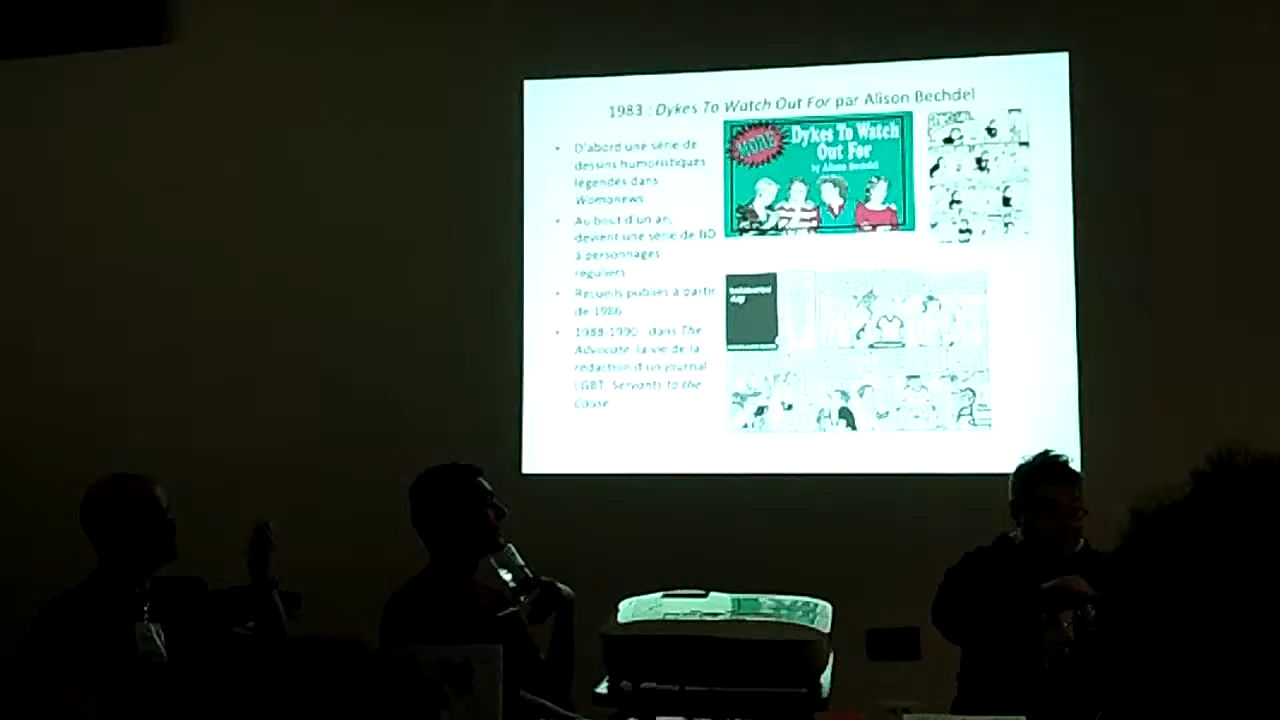 1983 : Dykes To Watch Out For par Alison Bechdel
• D'abord une série de
dessins humoristiques
légendés dans
Womanews
• Au bout d'un an,
devient une série de BD
à personnages
réguliers
• Recueils publiés à partir
de 1986
• 1988-1990 : dans The
Advocate, la vie de la
rédaction d'un journal
LGBT, Servants to the
Cause
MORE
Dykes To Watch
Out For
by Alison Bechdel